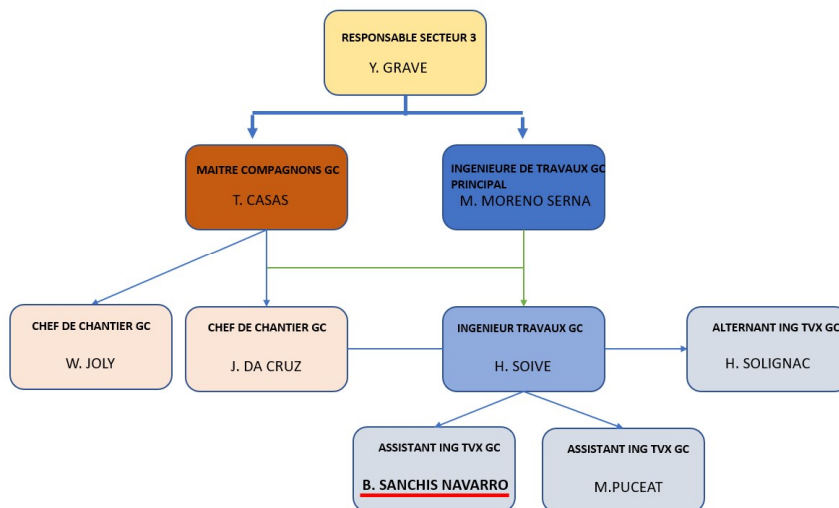 RESPONSABLE SECTEUR 3
Y. GRAVE
MAITRE COMPAGNONS GC
T. CASAS
INGENIEURE DE TRAVAUX GC
PRINCIPAL
M. MORENO SERNA
CHEF DE CHANTIER GC
W. JOLY
CHEF DE CHANTIER GC
J. DA CRUZ
INGENIEUR TRAVAUX GC
H. SOIVE
ALTERNANT ING TVX GC
H. SOLIGNAC
ASSISTANT ING TVX GC
B. SANCHIS NAVARRO
ASSISTANT ING TVX GC
M.PUCEAT